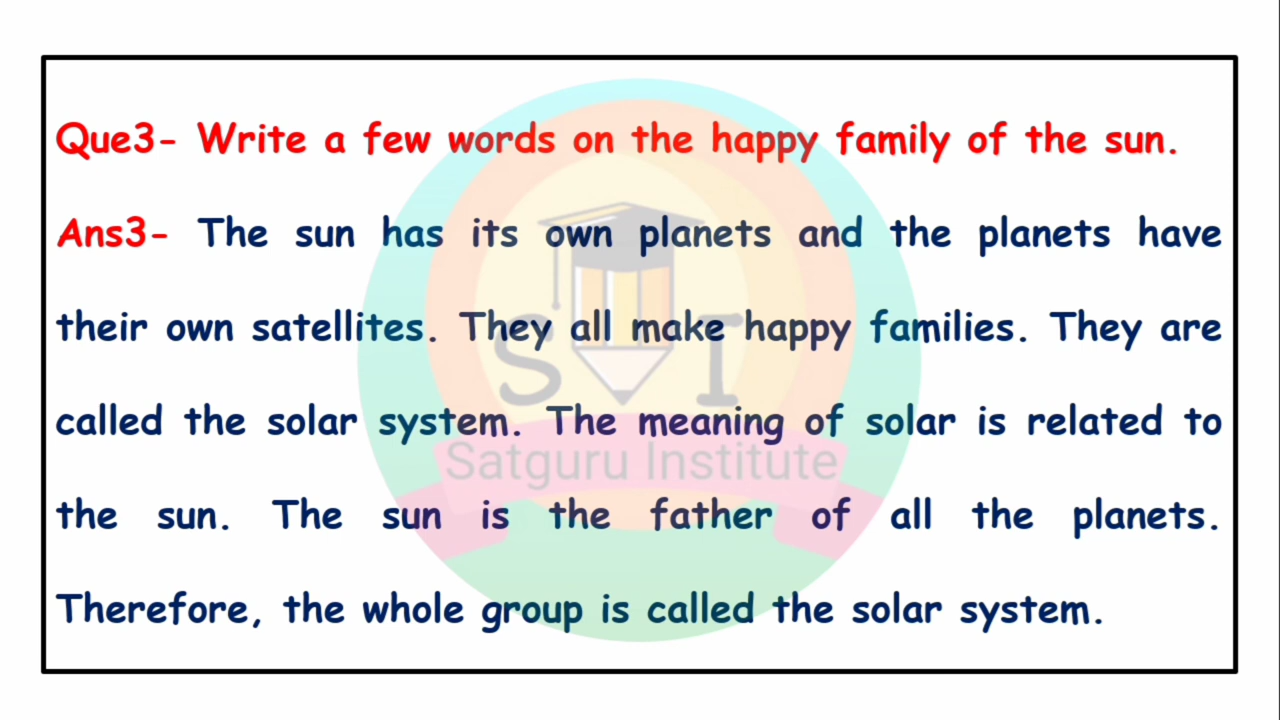 Que3- Write a few words on the happy family of the sun.
Ans3- The sun has its own planets and the planets have
their own satellites. They all make happy families. They are
called the solar system. The meaning of solar is related to
the sun. The sun is the father of all the planets.
Therefore, the whole group is called the solar system.
S I
Satguru Institute